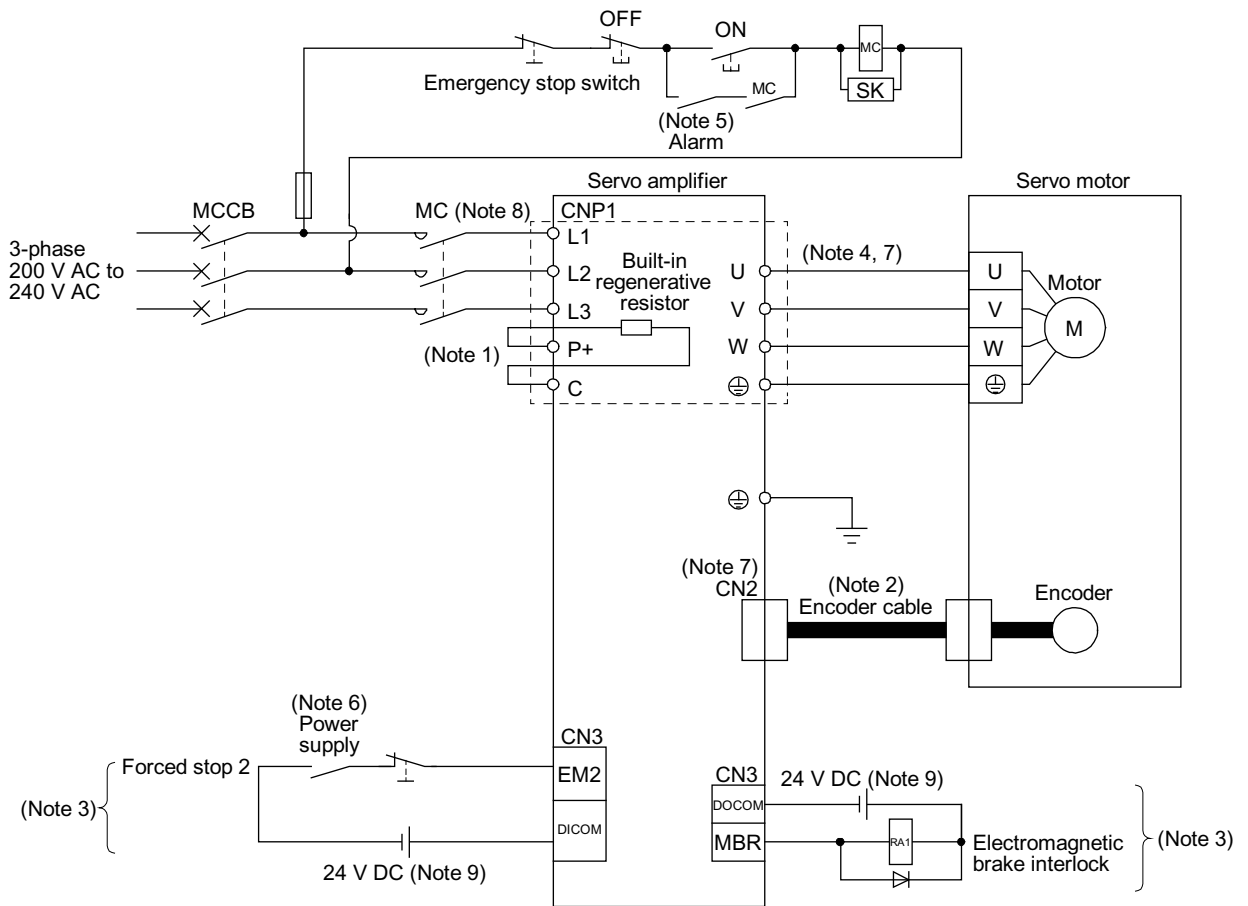 OFF
ON
MC
Emergency stop switch
SK
MC
(Note 5)
Alarm
Servo amplifier
Servo motor
MCCB
MC (Note 8)
CNP1
3-phase
200 V AC to
240 V AC
L1
L2
L3
P+
C
Built-in
regenerative
resistor
(Note 1)
U
V
W
(Note 4, 7)
U
V
W
Motor
M
(Note 7)
CN2
(Note 2)
Encoder cable
Encoder
(Note 6)
Power
supply
Forced stop 2
(Note 3)
CN3
EM2
DICOM
24 V DC (Note 9)
CN3
DOCOM
MBR
24 V DC (Note 9)
RA1
Electromagnetic
brake interlock
(Note 3)